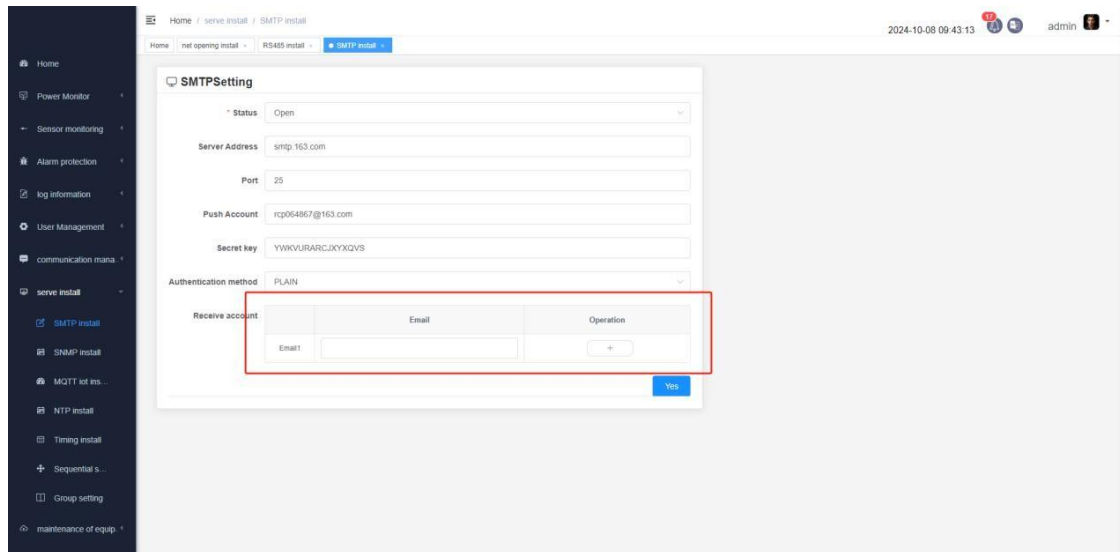 Home / serve install / SMTP install
2024-10-08 09:43:13
17
admin
Home
net opening install ×
RS485 install ×
SMTP install ×
Home
Power Monitor
Sensor monitoring
Alarm protection
log information
User Management
communication mana..
serve install
SMTP install
SNMP install
MQTT iot ins...
NTP install
Timing install
Sequential s...
Group setting
maintenance of equip.
SMTPSetting
* Status Open
Server Address smtp.163.com
Port 25
Push Account rcp064867@163.com
Secret key YWKVURARCJXYXQVS
Authentication method PLAIN
Receive account
Email Operation
Email1 +
Yes